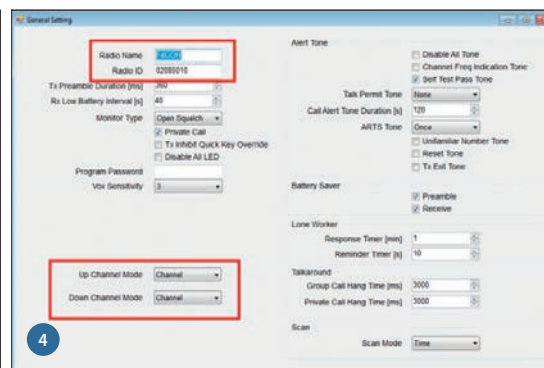 General Setting
Radio Name
Radio ID 02080010
Tx Preamble Duration [ms] 360
Rx Low Battery Interval [s] 40
Monitor Type Open Squelch
Private Call
Tx Inhibit Quick Key Override
Disable All LED
Program Password
Vox Sensitivity 3
Up Channel Mode Channel
Down Channel Mode Channel
4
Alert Tone
Disable All Tone
Channel Freq Indication Tone
Self Test Pass Tone
Talk Permit Tone None
Call Alert Tone Duration [s] 120
ARTS Tone Once
Unfamiliar Number Tone
Reset Tone
Tx Exit Tone
Battery Saver
Preamble
Receive
Lone Worker
Response Timer [min] 1
Reminder Timer [s] 10
Talkaround
Group Call Hang Time [ms] 3000
Private Call Hang Time [ms] 3000
Scan
Scan Mode Time